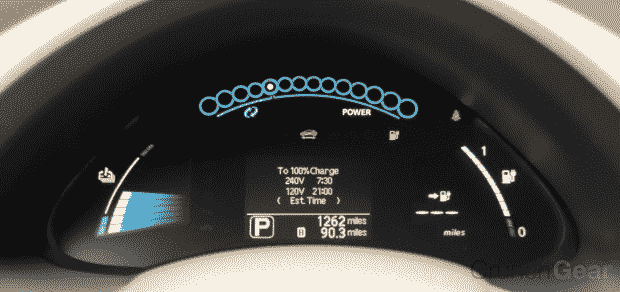 POWER
To 100% Charge
240V 7:30
120V 21:00
( Est. Time )
P 1262 miles
B 90.3 miles
--- miles
1
0
CrunchGear